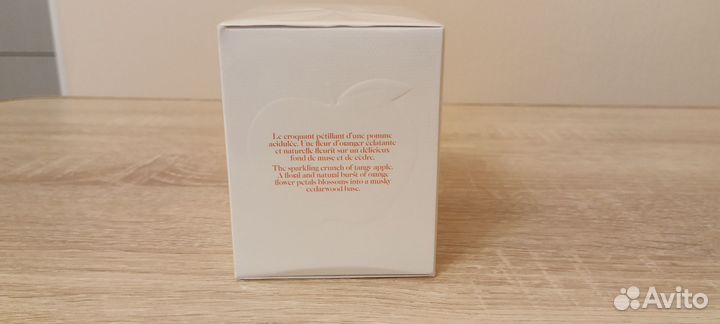 Le croquant pétillant d'une pomme
acidulée. Une fleur d'oranger éclatante
et naturelle fleurit sur un délicieux
fond de musc et de cèdre.
The sparkling crunch of tangy apple.
A floral and natural burst of orange
flower petals blossoms into a musky
cedarwood base.
Avito